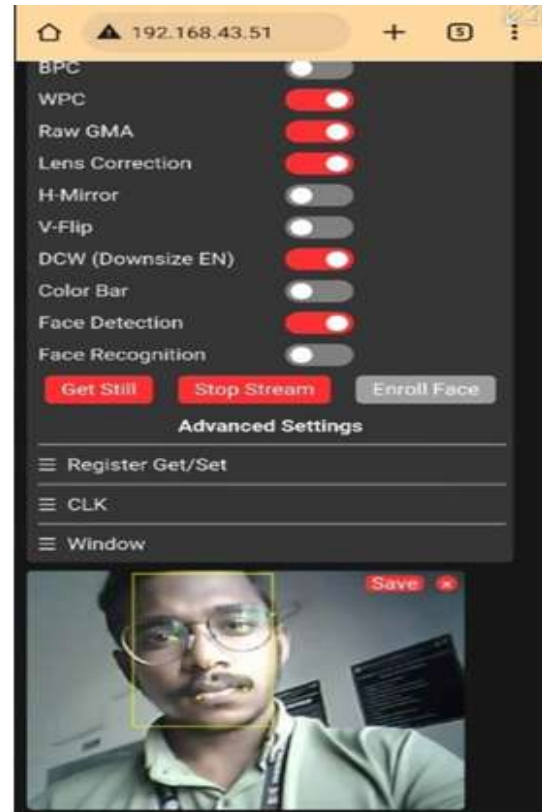 192.168.43.51 5
BPC
WPC
Raw GMA
Lens Correction
H-Mirror
V-Flip
DCW (Downsize EN)
Color Bar
Face Detection
Face Recognition
Get Still Stop Stream Enroll Face
Advanced Settings
Register Get/Set
CLK
Window
Save